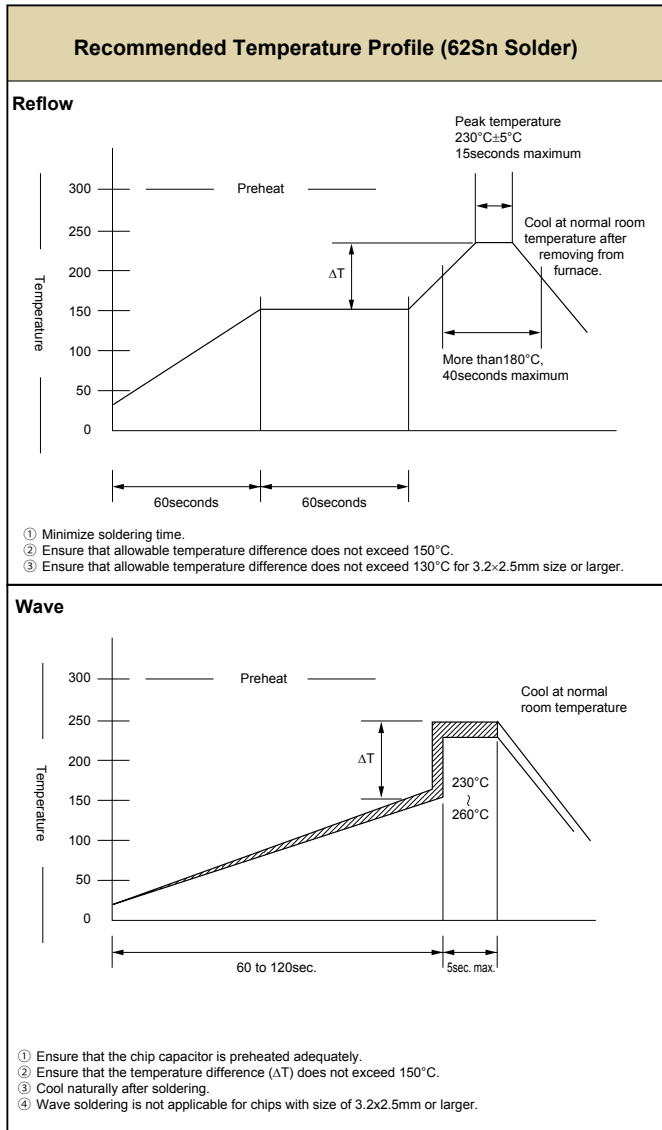 Recommended Temperature Profile (62Sn Solder)
Reflow
Peak temperature
230°C±5°C
15seconds maximum
300
Preheat
250
Cool at normal room
temperature after
removing from
furnace.
200
ΔT
Temperature
150
100
More than180°C,
40seconds maximum
50
0
60seconds
60seconds
① Minimize soldering time.
② Ensure that allowable temperature difference does not exceed 150°C.
③ Ensure that allowable temperature difference does not exceed 130°C for 3.2×2.5mm size or larger.
Wave
300
Preheat
Cool at normal
room temperature
250
200
ΔT
Temperature
230°C
~
260°C
150
100
50
0
60 to 120sec.
5sec. max.
① Ensure that the chip capacitor is preheated adequately.
② Ensure that the temperature difference (ΔT) does not exceed 150°C.
③ Cool naturally after soldering.
④ Wave soldering is not applicable for chips with size of 3.2x2.5mm or larger.